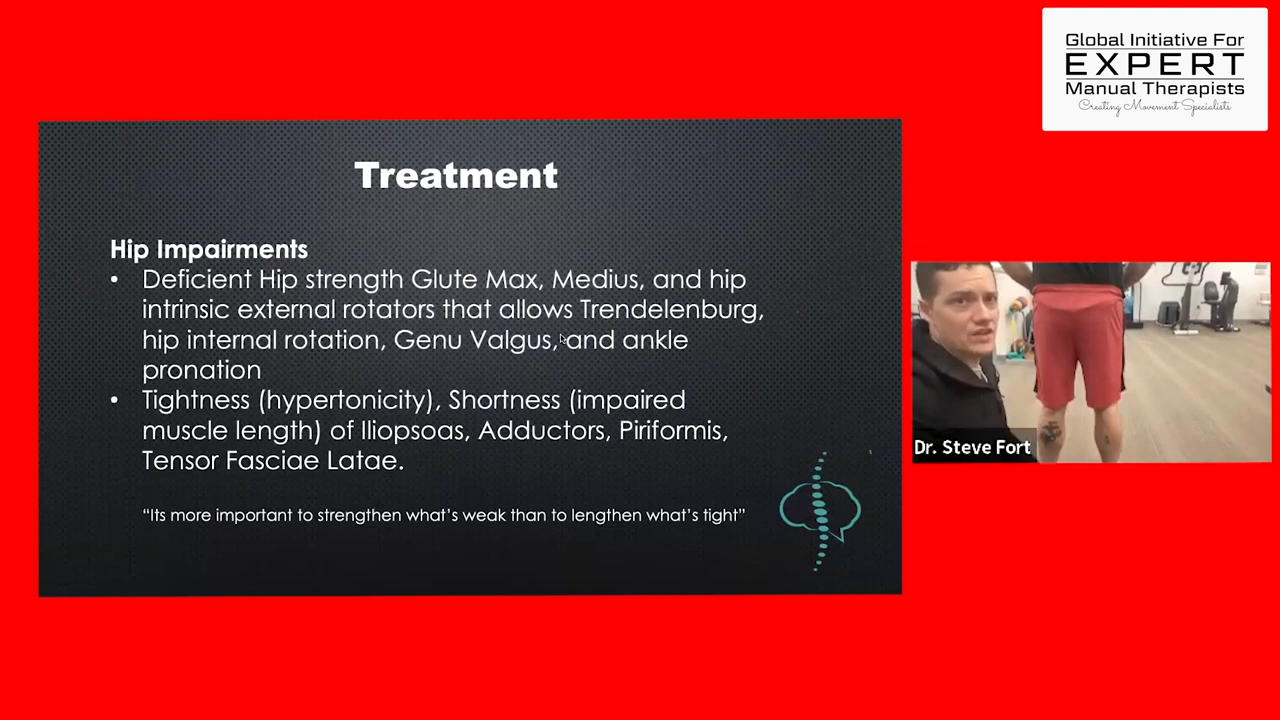 Global Initiative For
EXPERT
Manual Therapists
Creating Movement Specialists
Treatment
Hip Impairments
• Deficient Hip strength Glute Max, Medius, and hip
intrinsic external rotators that allows Trendelenburg,
hip internal rotation, Genu Valgus, and ankle
pronation
• Tightness (hypertonicity), Shortness (impaired
muscle length) of Iliopsoas, Adductors, Piriformis,
Tensor Fasciae Latae.
“Its more important to strengthen what’s weak than to lengthen what’s tight”
Dr. Steve Fort